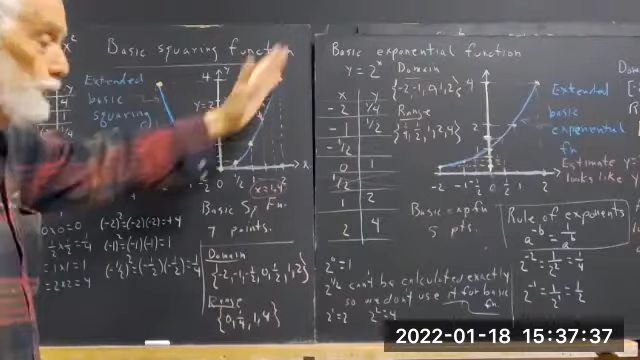 x²
Basic squaring function
y
4
1
Extended
basic
squaring
4
y
y=2
x
-½ 0 ½ 1
x=1.4
0x0=0
½x½=¼
=1x1=1
=2x2=4
(-2)²=(-2)(-2)=+4
(-1)²=(-1)(-1)=1
(-½)²=(-½)(-½)=¼
Basic Sq Fn.
7 points.
Domain
{-2,-1,-½,0,½,1,2}
Range
{0,¼,1,4}
Basic exponential function
y=2ˣ
x y
-2 ¼
-1 ½
-½
0 1
½
1 2
2 4
Domain
{-2,-1,0,1,2}
Range
{¼,½,1,2,4}
4
2
-2 -1 -½ 0 ½ 1 2
Extended
basic
exponential
fn
Estimate y=
looks like y
Basic exp fn
5 pts.
Rule of exponents
a⁻ᵇ = 1/aᵇ
2⁻² = 1/2² = ¼
2⁻¹ = 1/2¹ = ½
2⁰=1
2^½ can't be calculated exactly
so we don't use it for basic
fn.
2¹=2 2²=4
2022-01-18 15:37:37